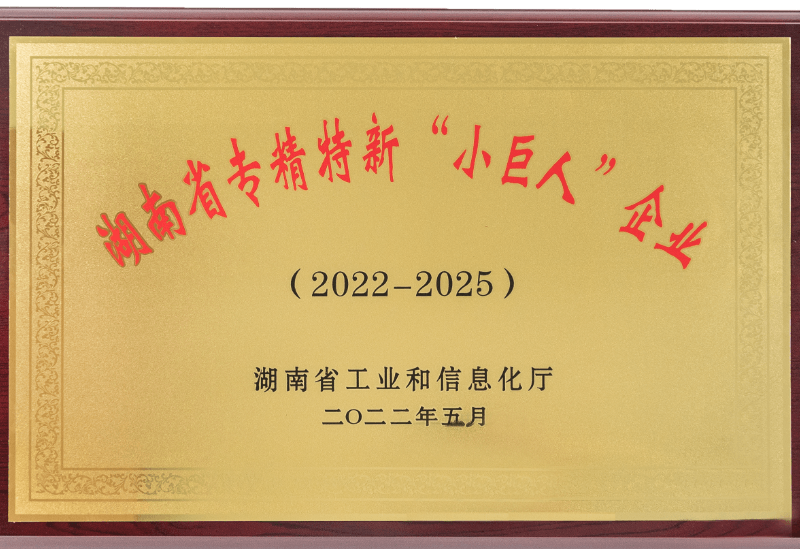 湖南省专精特新“小巨人”企业
（2022-2025）
湖南省工业和信息化厅
二〇二二年五月